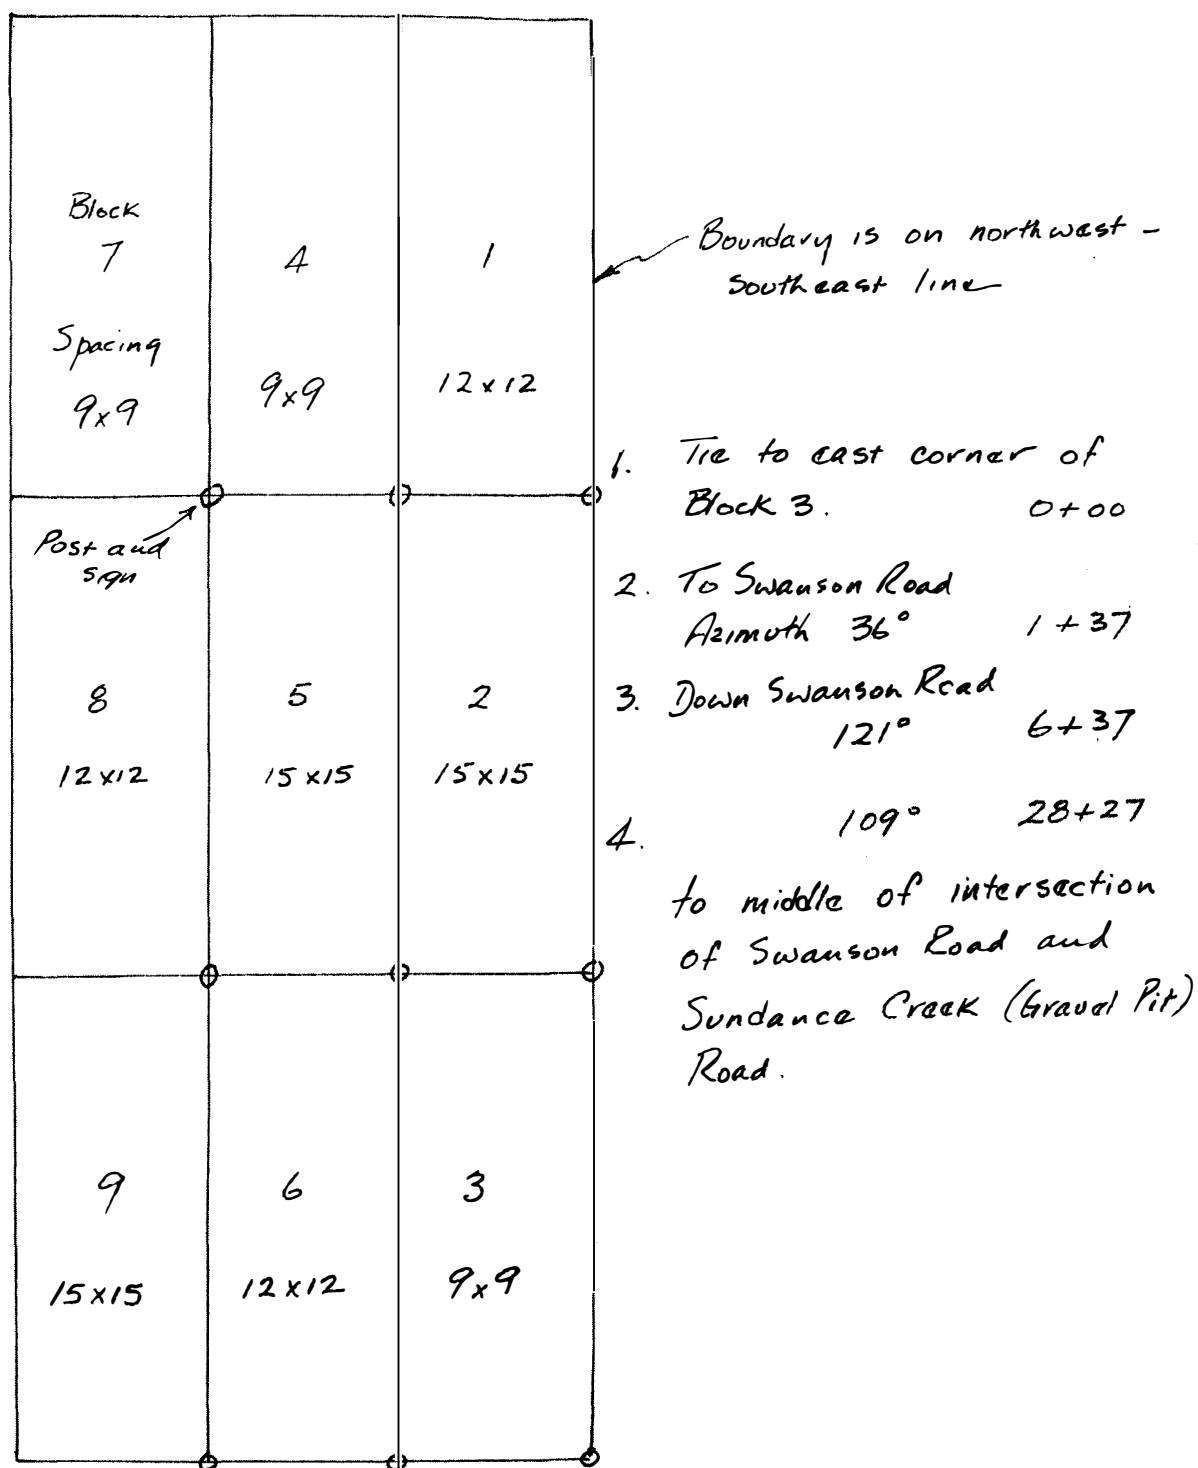 Block
7
Spacing
9x9
4
9x9
1
12x12
Boundary is on northwest -
southeast line
Post and
sign
8
12x12
5
15x15
2
15x15
9
15x15
6
12x12
3
9x9
1. Tie to east corner of
Block 3. 0+00
2. To Swanson Road
Azimuth 36° 1+37
3. Down Swanson Road
121° 6+37
4. 109° 28+27
to middle of intersection
of Swanson Road and
Sundance Creek (Gravel Pit)
Road.